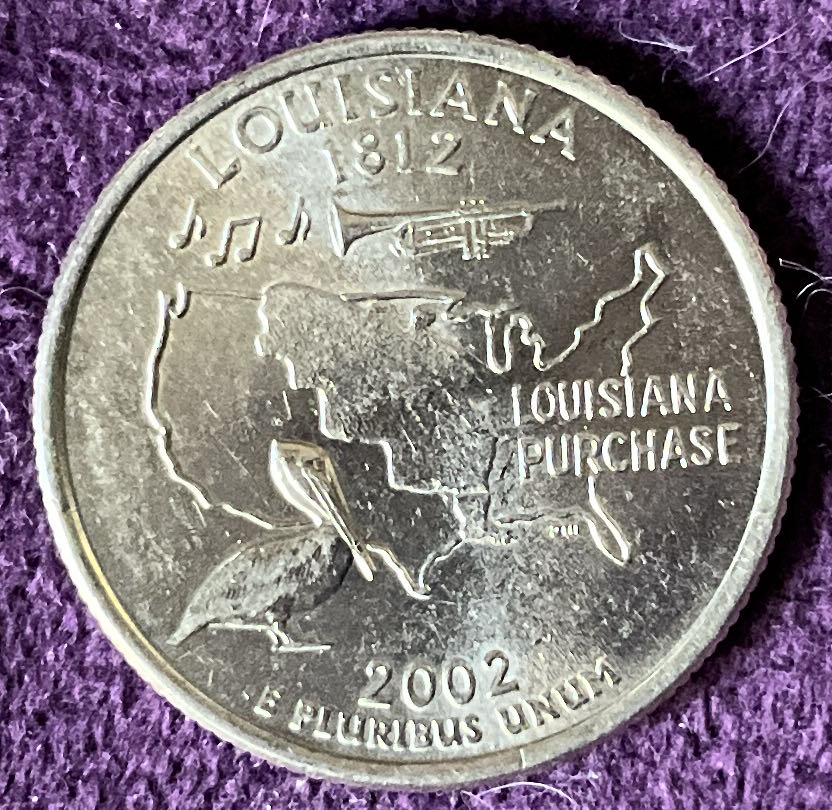 LOUISIANA
1812
LOUISIANA
PURCHASE
2002
E PLURIBUS UNUM